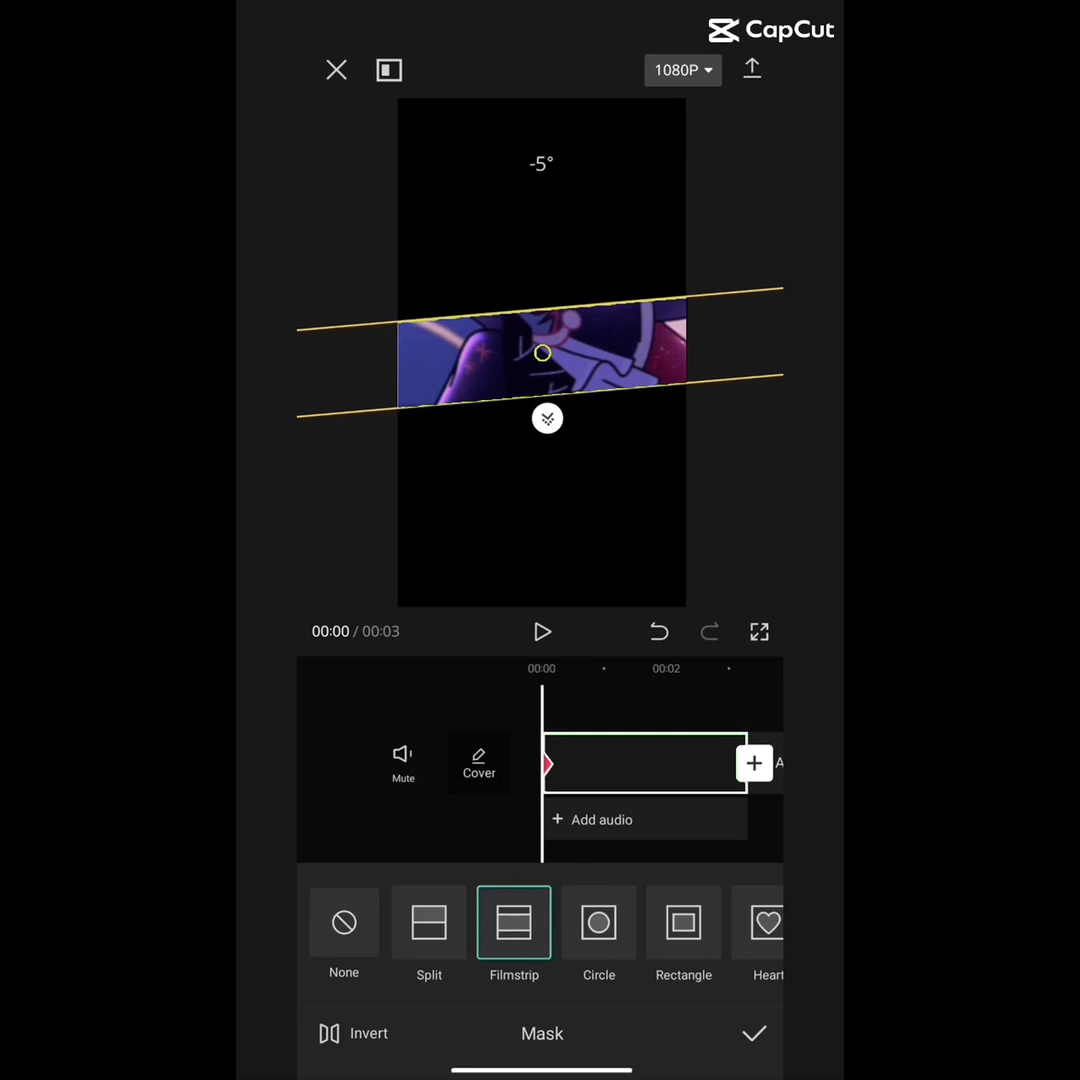 CapCut
1080P
-5°
00:00 / 00:03
00:00
00:02
Mute
Cover
A
+ Add audio
None
Split
Filmstrip
Circle
Rectangle
Heart
Invert
Mask